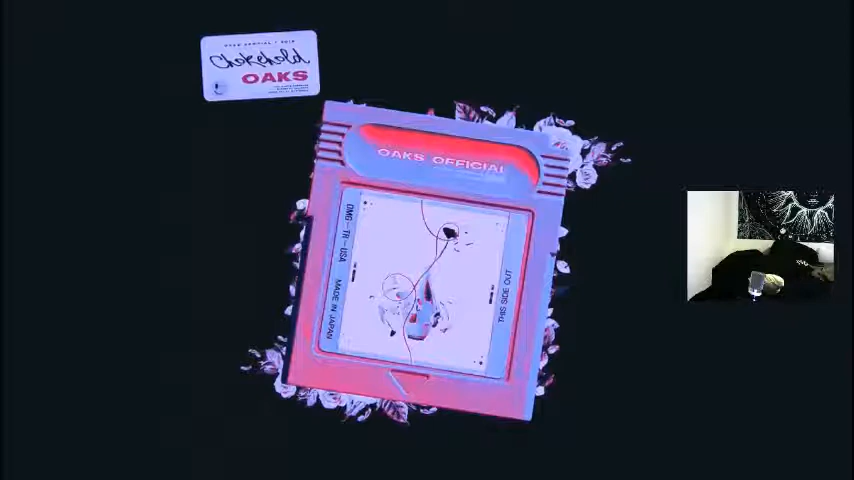 Chokehold
OAKS
OAKS OFFICIAL
DMG-TR-USA
MADE IN JAPAN
THIS SIDE OUT